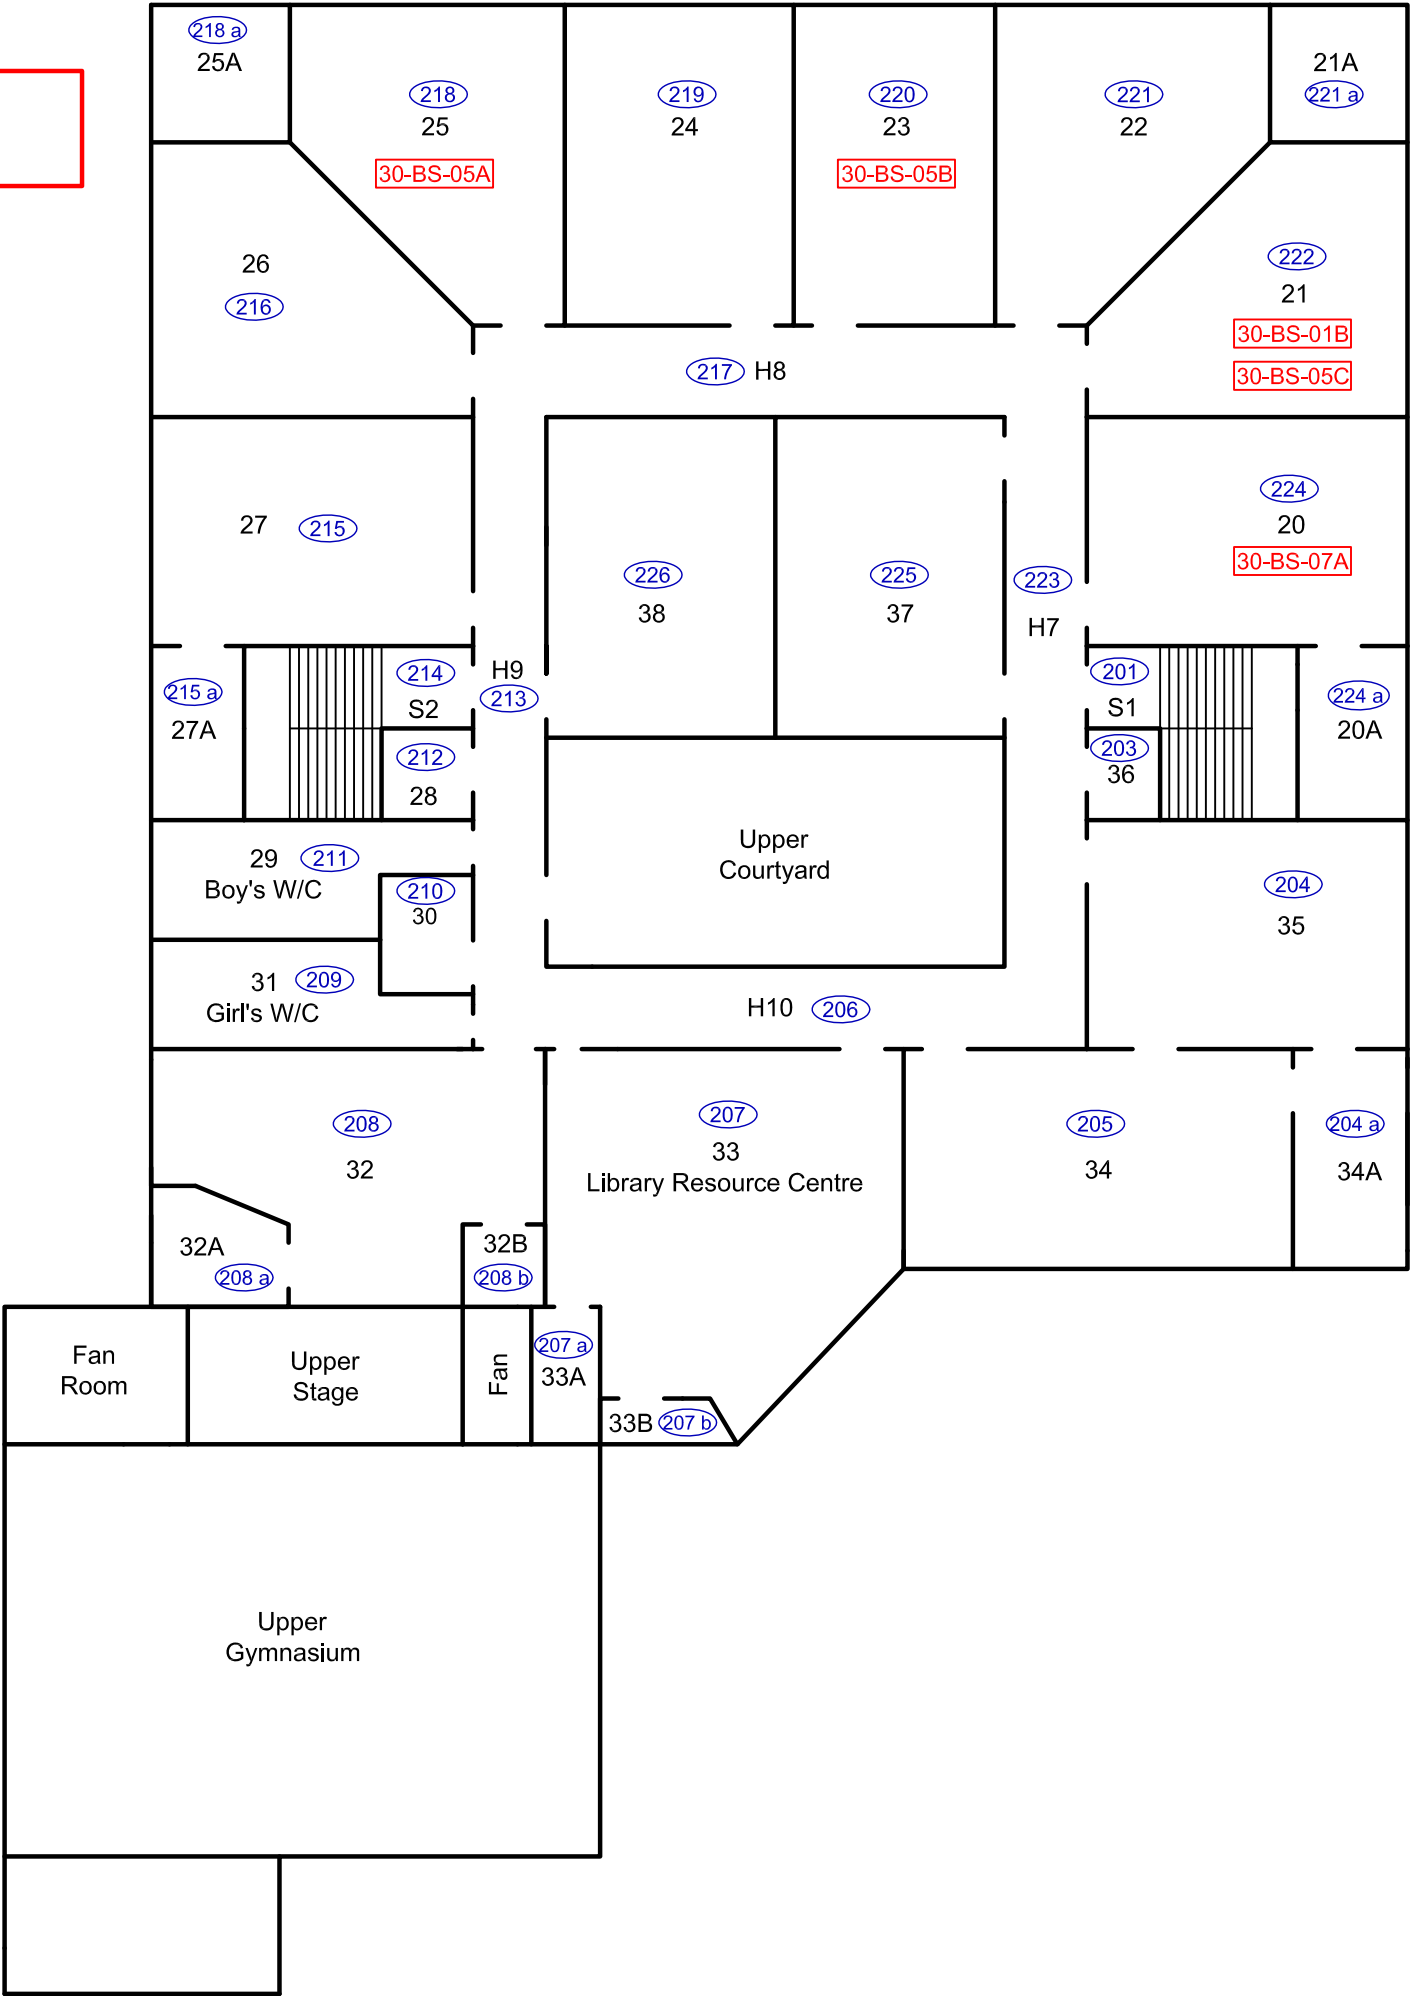 218 a
25A
21A
221 a
218
25
30-BS-05A
219
24
220
23
30-BS-05B
221
22
26
216
222
21
30-BS-01B
30-BS-05C
217 H8
27 215
226
38
225
37
223
H7
224
20
30-BS-07A
215 a
27A
214
S2
H9
213
201
S1
224 a
20A
212
28
203
36
29 211
Boy's W/C
210
30
Upper
Courtyard
204
35
31 209
Girl's W/C
H10 206
208
32
207
33
Library Resource Centre
205
34
204 a
34A
32A
208 a
32B
208 b
Fan
Room
Upper
Stage
Fan
207 a
33A
33B 207 b
Upper
Gymnasium